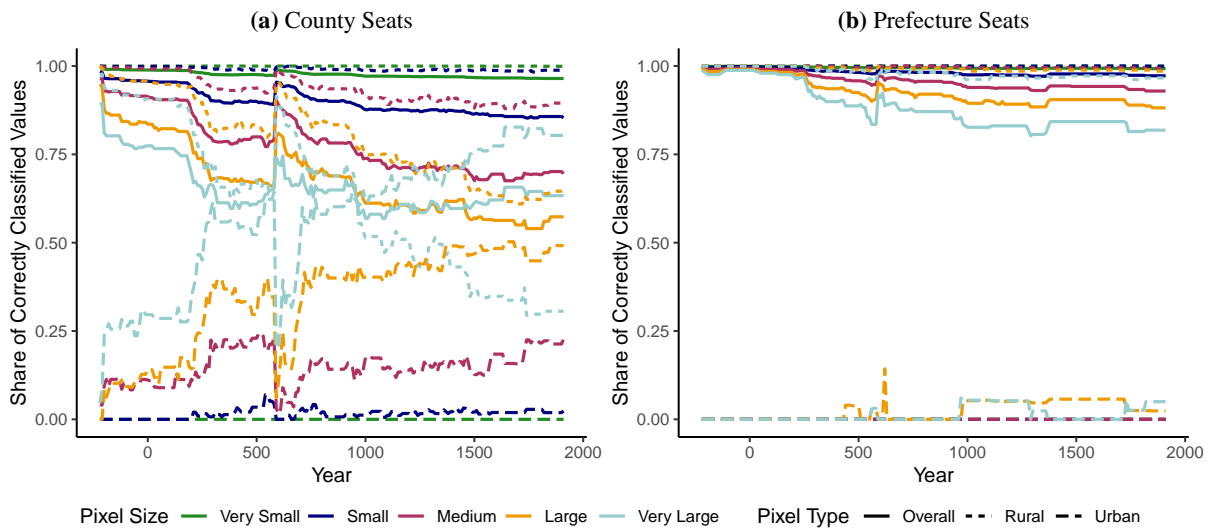 (a) County Seats
(b) Prefecture Seats
Share of Correctly Classified Values
1.00
0.75
0.50
0.25
0.00
0 500 1000 1500 2000
Year
Share of Correctly Classified Values
1.00
0.75
0.50
0.25
0.00
0 500 1000 1500 2000
Year
Pixel Size Very Small Small Medium Large Very Large Pixel Type Overall Rural Urban